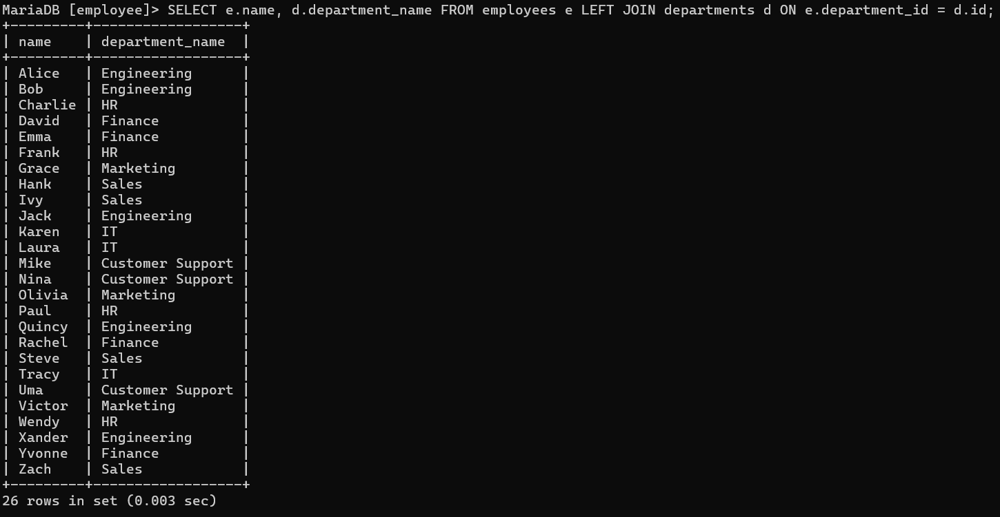 MariaDB [employee]> SELECT e.name, d.department_name FROM employees e LEFT JOIN departments d ON e.department_id = d.id;
+---------+------------------+
| name    | department_name  |
+---------+------------------+
| Alice   | Engineering      |
| Bob     | Engineering      |
| Charlie | HR               |
| David   | Finance          |
| Emma    | Finance          |
| Frank   | HR               |
| Grace   | Marketing        |
| Hank    | Sales            |
| Ivy     | Sales            |
| Jack    | Engineering      |
| Karen   | IT               |
| Laura   | IT               |
| Mike    | Customer Support |
| Nina    | Customer Support |
| Olivia  | Marketing        |
| Paul    | HR               |
| Quincy  | Engineering      |
| Rachel  | Finance          |
| Steve   | Sales            |
| Tracy   | IT               |
| Uma     | Customer Support |
| Victor  | Marketing        |
| Wendy   | HR               |
| Xander  | Engineering      |
| Yvonne  | Finance          |
| Zach    | Sales            |
+---------+------------------+
26 rows in set (0.003 sec)